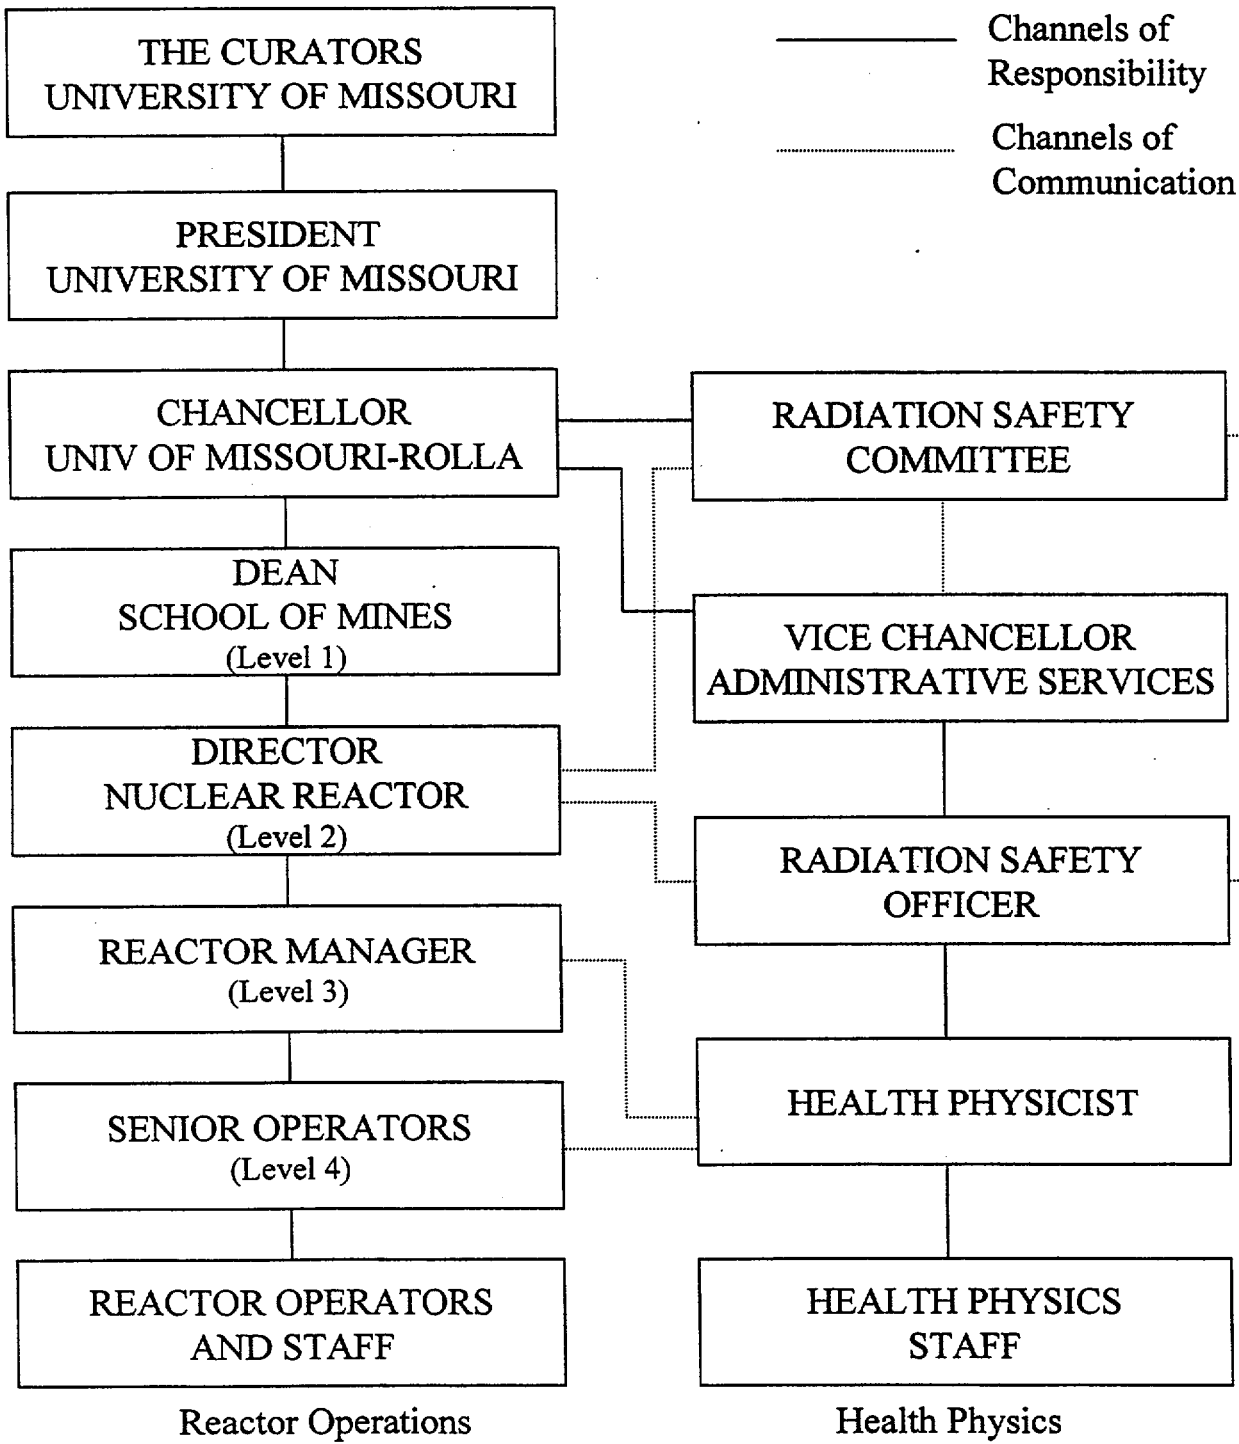 THE CURATORS
UNIVERSITY OF MISSOURI
Channels of
Responsibility
Channels of
Communication
PRESIDENT
UNIVERSITY OF MISSOURI
CHANCELLOR
UNIV OF MISSOURI-ROLLA
RADIATION SAFETY
COMMITTEE
DEAN
SCHOOL OF MINES
(Level 1)
VICE CHANCELLOR
ADMINISTRATIVE SERVICES
DIRECTOR
NUCLEAR REACTOR
(Level 2)
RADIATION SAFETY
OFFICER
REACTOR MANAGER
(Level 3)
HEALTH PHYSICIST
SENIOR OPERATORS
(Level 4)
REACTOR OPERATORS
AND STAFF
HEALTH PHYSICS
STAFF
Reactor Operations
Health Physics